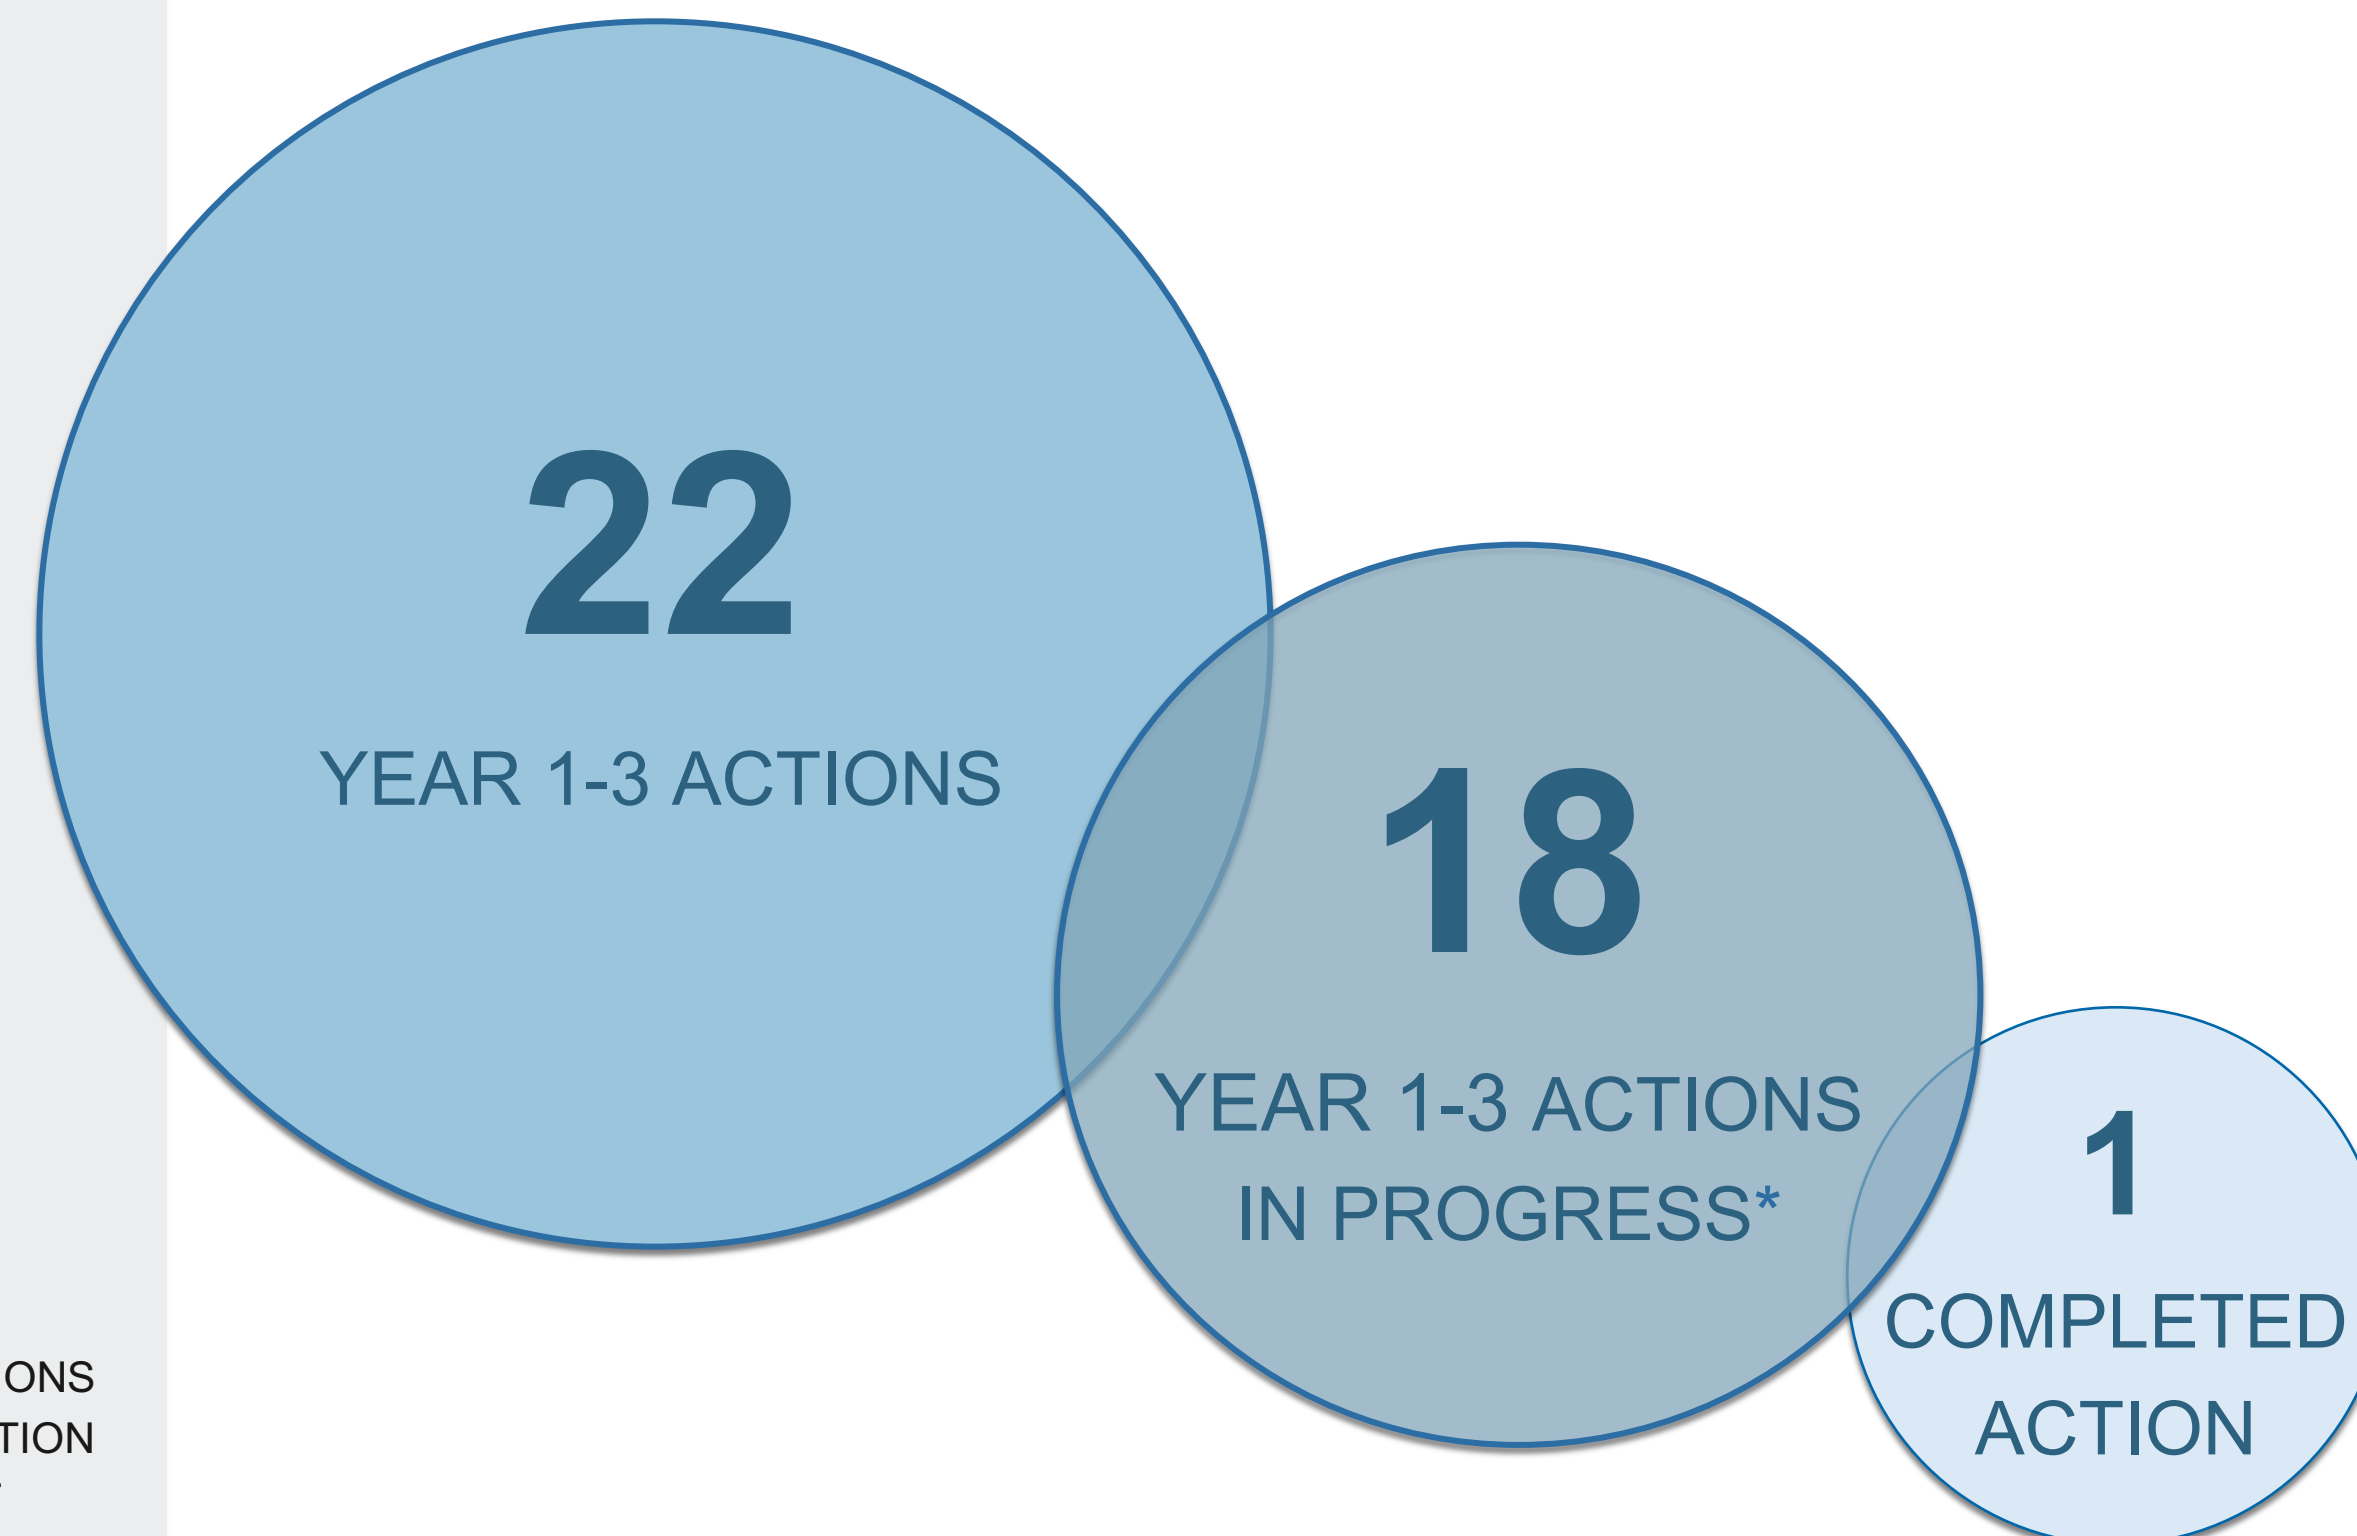 22
YEAR 1-3 ACTIONS
18
YEAR 1-3 ACTIONS
IN PROGRESS*
1
COMPLETED
ACTION
ONS
TION